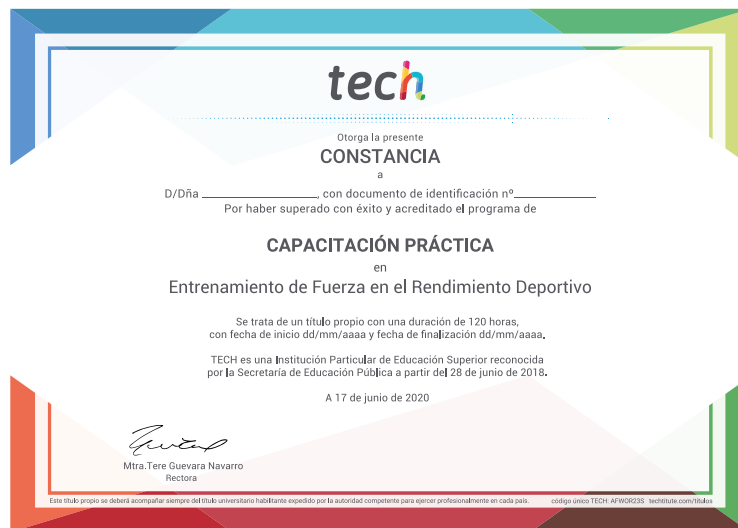 tech
Otorga la presente
CONSTANCIA
a
D/Dña ________________, con documento de identificación nº____________
Por haber superado con éxito y acreditado el programa de
CAPACITACIÓN PRÁCTICA
en
Entrenamiento de Fuerza en el Rendimiento Deportivo
Se trata de un título propio con una duración de 120 horas,
con fecha de inicio dd/mm/aaaa y fecha de finalización dd/mm/aaaa.
TECH es una Institución Particular de Educación Superior reconocida
por la Secretaría de Educación Pública a partir del 28 de junio de 2018.
A 17 de junio de 2020
Mtra.Tere Guevara Navarro
Rectora
Este título propio se deberá acompañar siempre del título universitario habilitante expedido por la autoridad competente para ejercer profesionalmente en cada país. código único TECH: AFWOR23S techtitute.com/titulos